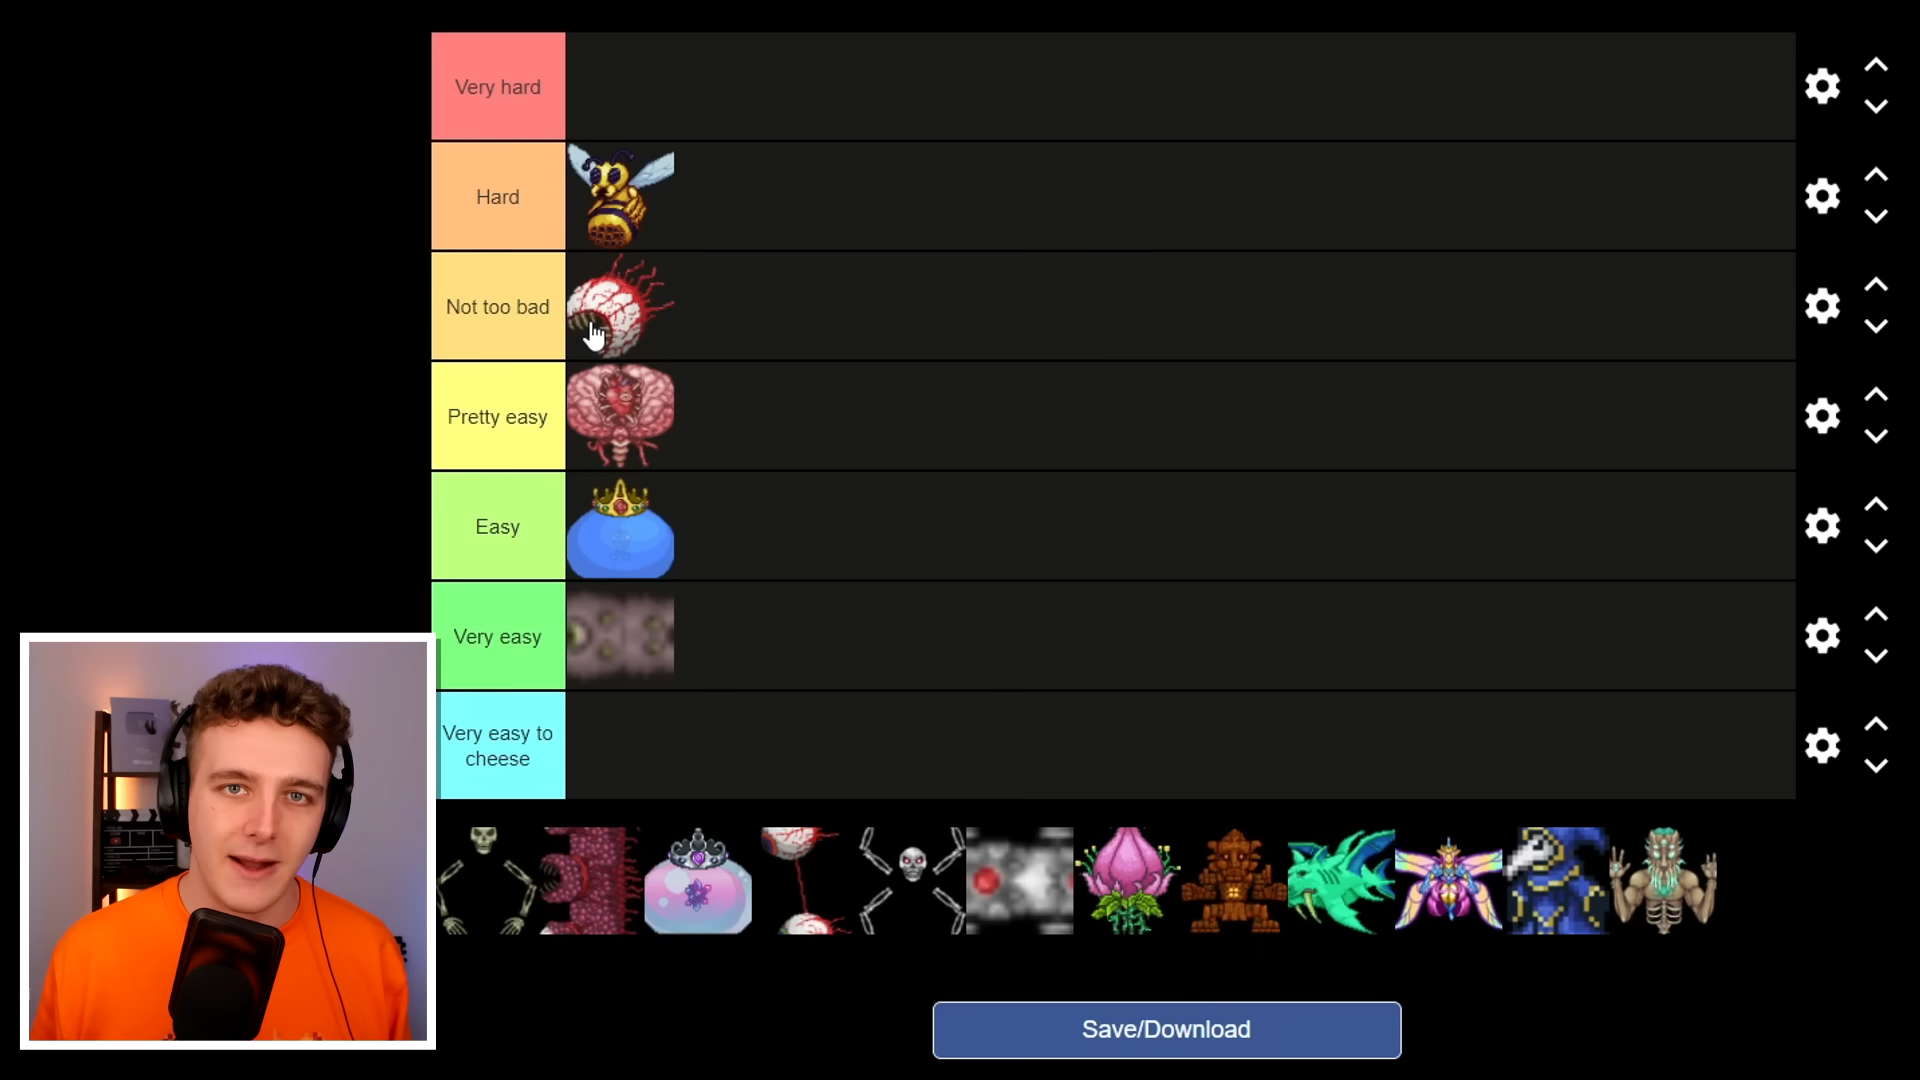 Very hard
Hard
Not too bad
Pretty easy
Easy
Very easy
Very easy to
cheese
Save/Download